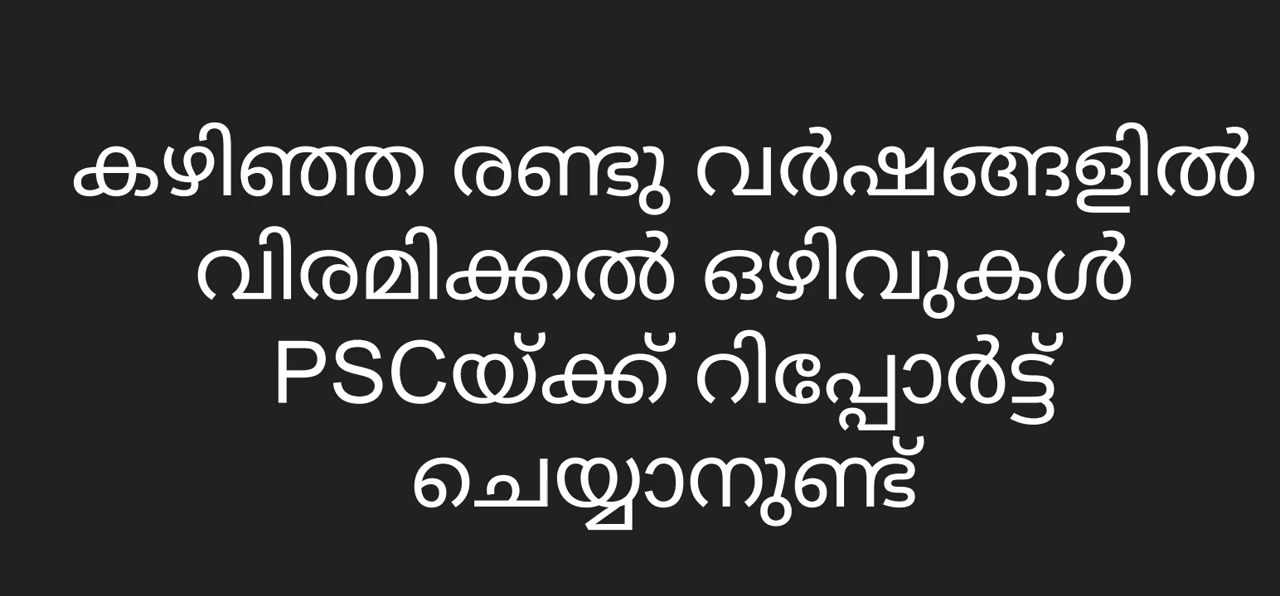 കഴിഞ്ഞ രണ്ടു വർഷങ്ങളിൽ
വിരമിക്കൽ ഒഴിവുകൾ
PSCയ്ക്ക് റിപ്പോർട്ട്
ചെയ്യാനുണ്ട്